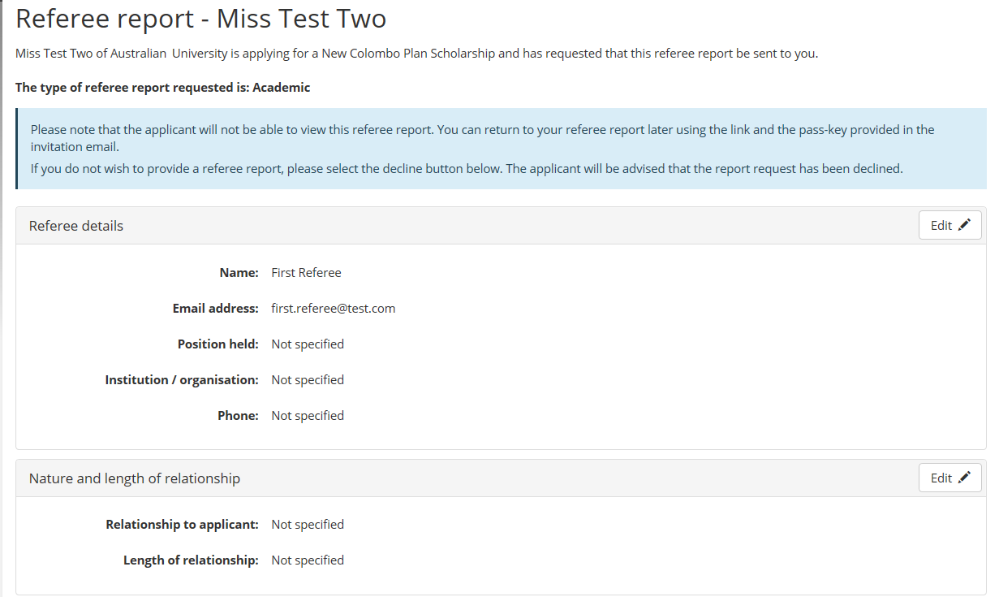 Referee report - Miss Test Two
Miss Test Two of Australian University is applying for a New Colombo Plan Scholarship and has requested that this referee report be sent to you.
The type of referee report requested is: Academic
Please note that the applicant will not be able to view this referee report. You can return to your referee report later using the link and the pass-key provided in the
invitation email.
If you do not wish to provide a referee report, please select the decline button below. The applicant will be advised that the report request has been declined.
Referee details Edit
Name: First Referee
Email address: first.referee@test.com
Position held: Not specified
Institution / organisation: Not specified
Phone: Not specified
Nature and length of relationship Edit
Relationship to applicant: Not specified
Length of relationship: Not specified